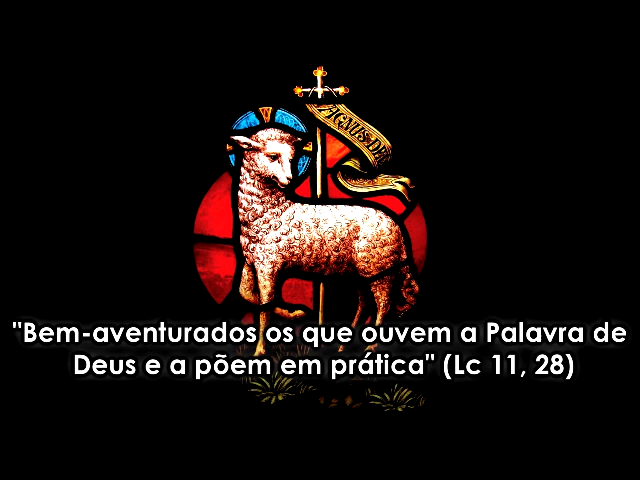 AGNUS DEI
"Bem-aventurados os que ouvem a Palavra de
Deus e a põem em prática" (Lc 11, 28)